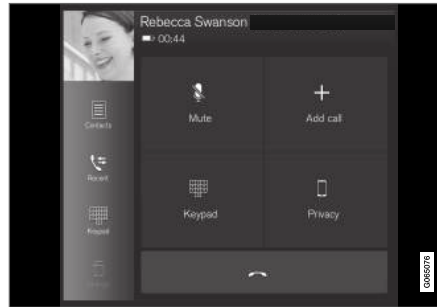 Rebecca Swanson
00:44
Contacts
Recent
Keypad
Mute
Add call
Keypad
Privacy
G065076